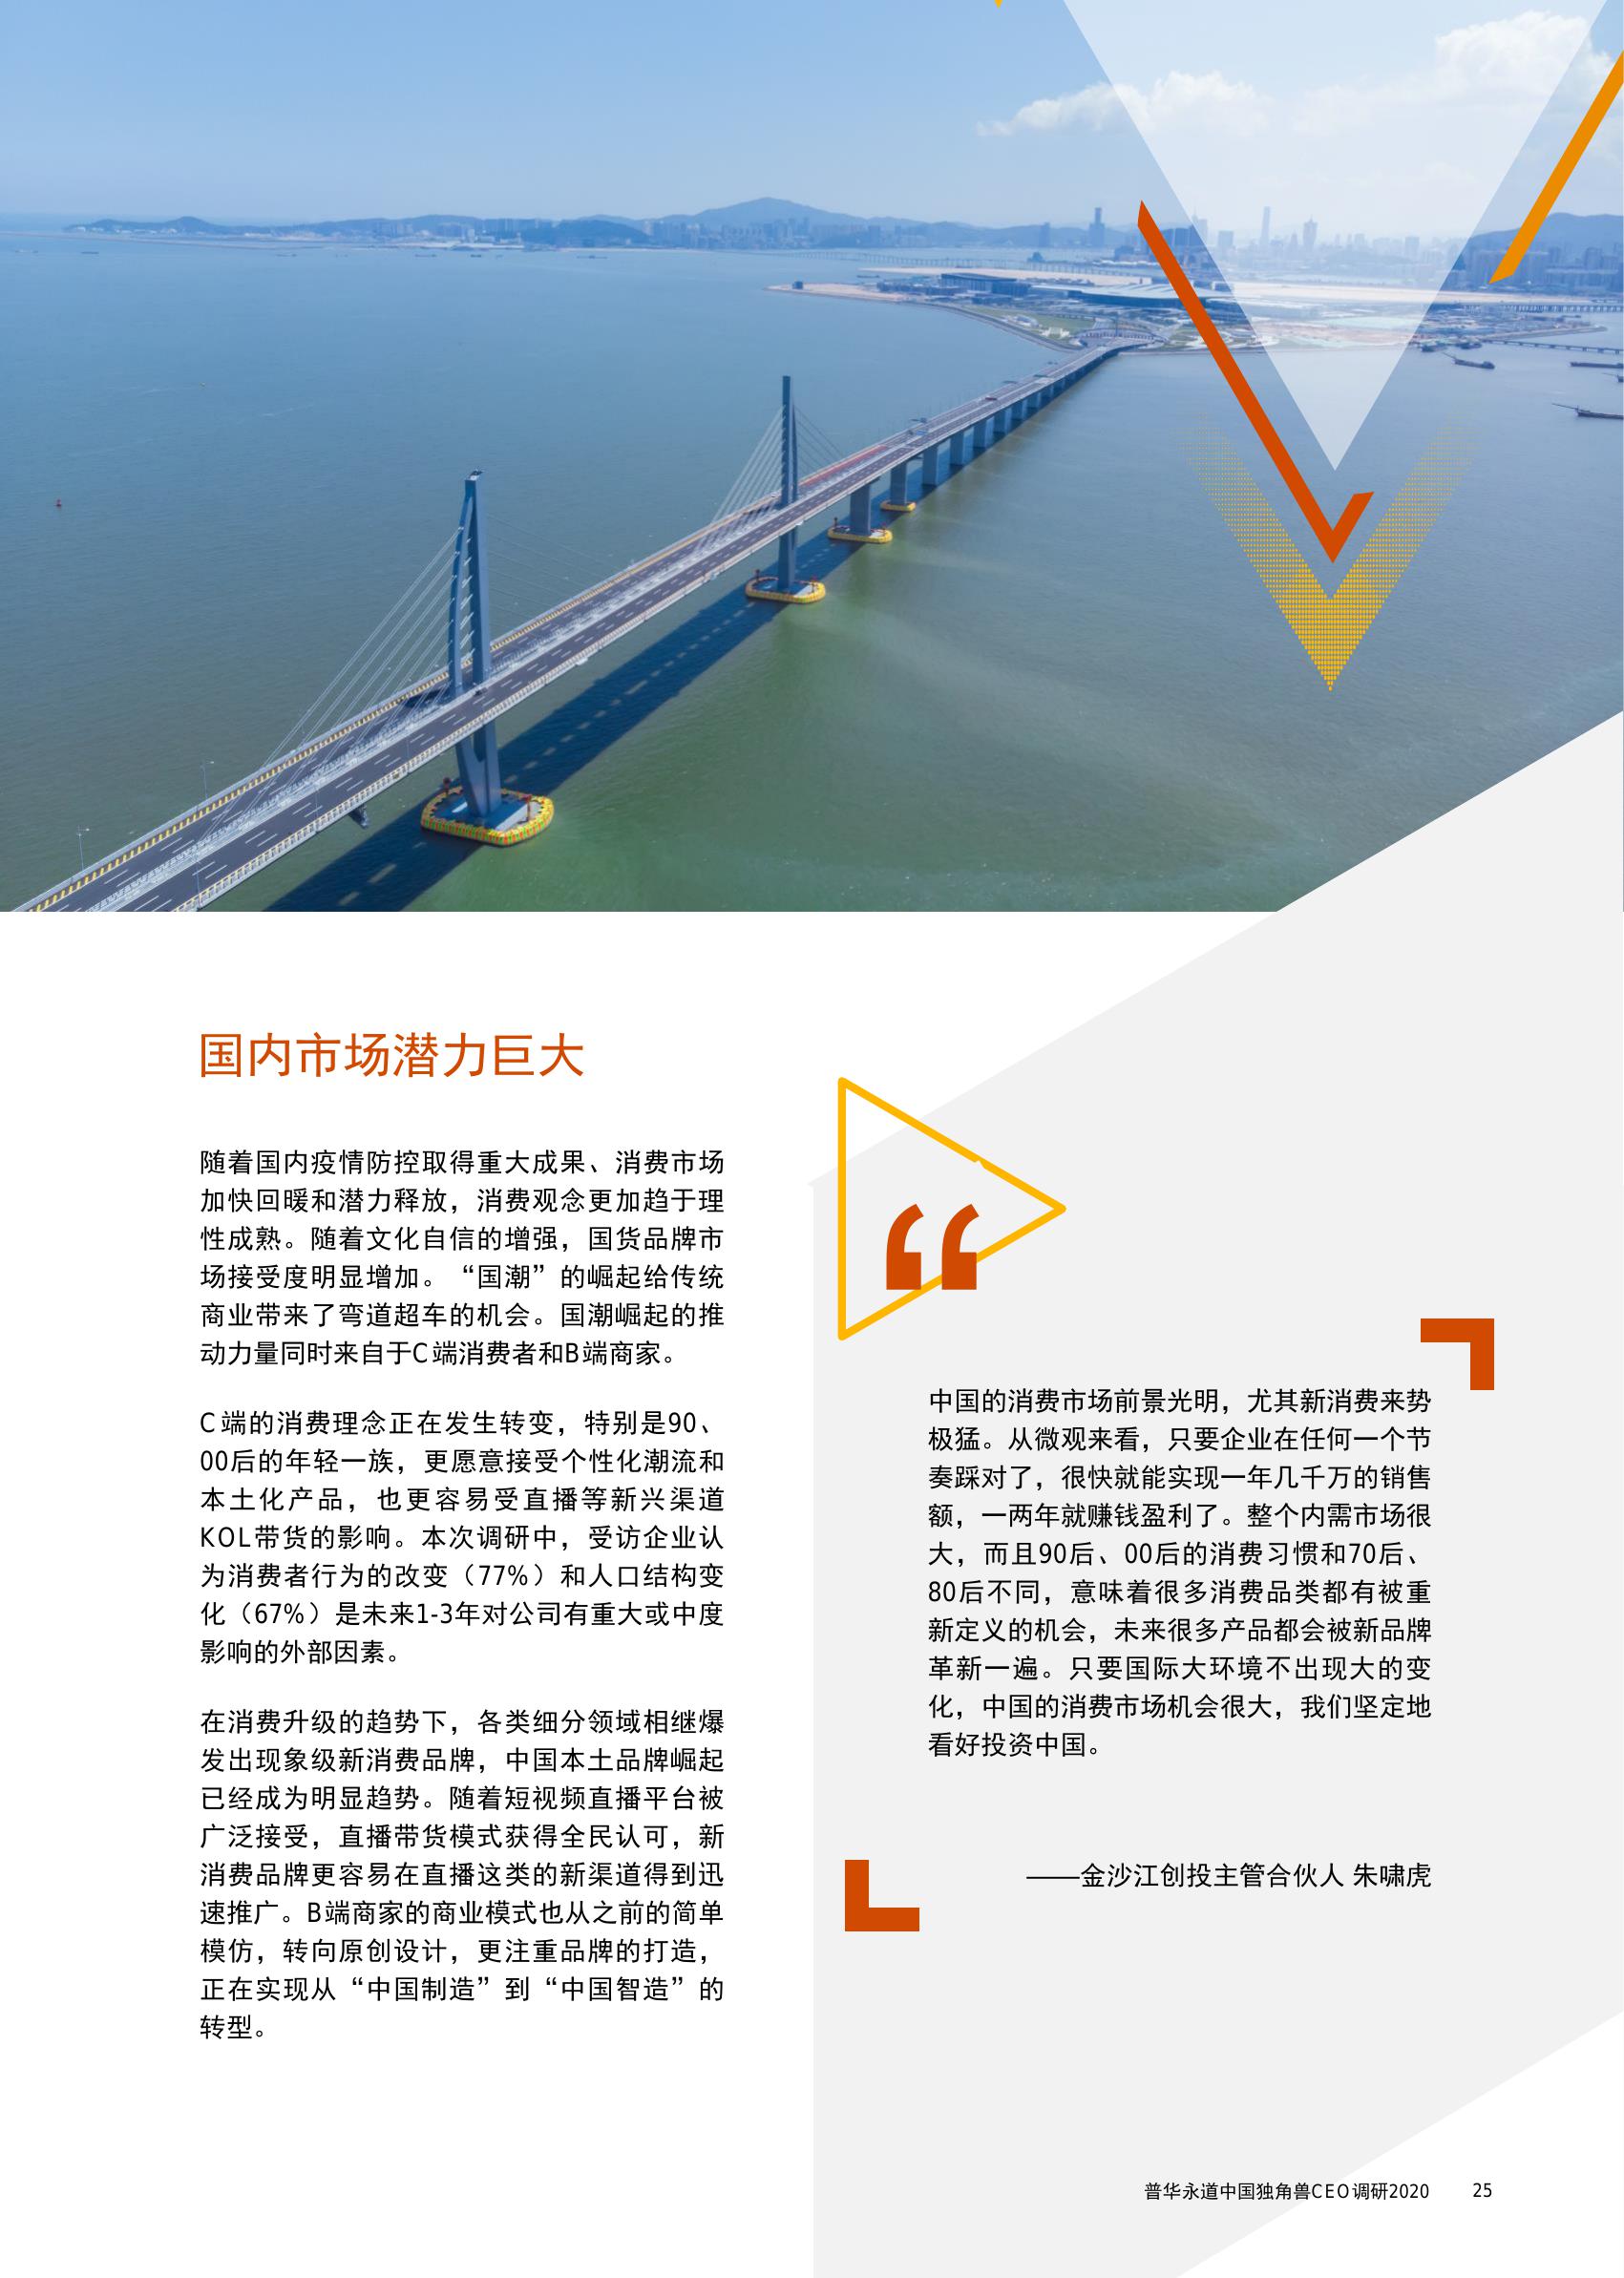 国内市场潜力巨大
随着国内疫情防控取得重大成果、消费市场
加快回暖和潜力释放，消费观念更加趋于理
性成熟。随着文化自信的增强，国货品牌市
场接受度明显增加。“国潮”的崛起给传统
商业带来了弯道超车的机会。国潮崛起的推
动力量同时来自于C端消费者和B端商家。
C端的消费理念正在发生转变，特别是90、
00后的年轻一族，更愿意接受个性化潮流和
本土化产品，也更容易受直播等新兴渠道
KOL带货的影响。本次调研中，受访企业认
为消费者行为的改变（77%）和人口结构变
化（67%）是未来1-3年对公司有重大或中度
影响的外部因素。
在消费升级的趋势下，各类细分领域相继爆
发出现象级新消费品牌，中国本土品牌崛起
已经成为明显趋势。随着短视频直播平台被
广泛接受，直播带货模式获得全民认可，新
消费品牌更容易在直播这类的新渠道得到迅
速推广。B端商家的商业模式也从之前的简单
模仿，转向原创设计，更注重品牌的打造，
正在实现从“中国制造”到“中国智造”的
转型。
“
中国的消费市场前景光明，尤其新消费来势
极猛。从微观来看，只要企业在任何一个节
奏踩对了，很快就能实现一年几千万的销售
额，一两年就赚钱盈利了。整个内需市场很
大，而且90后、00后的消费习惯和70后、
80后不同，意味着很多消费品类都有被重
新定义的机会，未来很多产品都会被新品牌
革新一遍。只要国际大环境不出现大的变
化，中国的消费市场机会很大，我们坚定地
看好投资中国。
——金沙江创投主管合伙人 朱啸虎
普华永道中国独角兽CEO调研2020 25